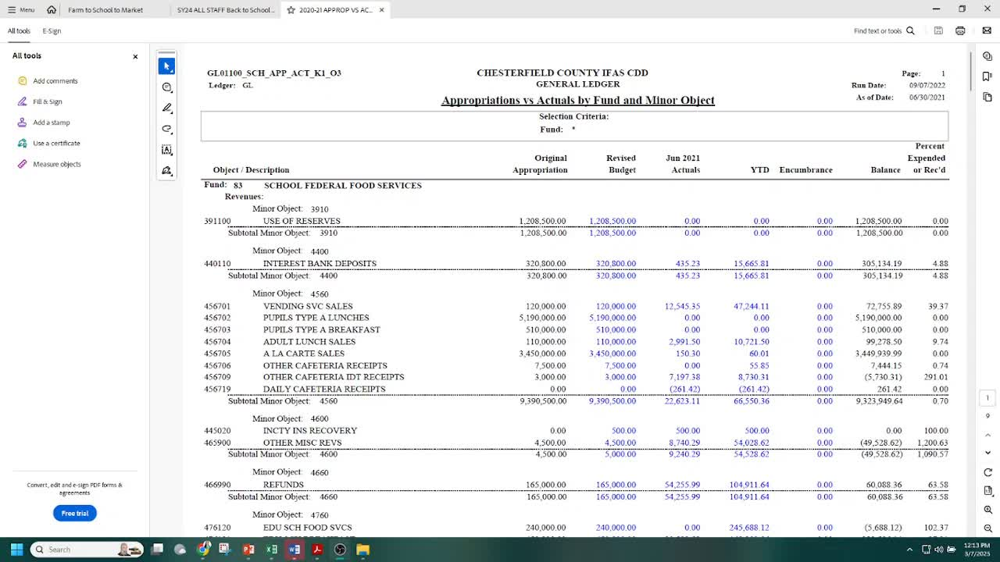 Menu Farm to School to Market SY24 ALL STAFF Back to School... 2020-21 APPROP VS AC...
All tools E-Sign Find text or tools
All tools
Add comments
Fill & Sign
Add a stamp
Use a certificate
Measure objects
Convert, edit and e-sign PDF forms &
agreements
Free trial
GL01100_SCH_APP_ACT_K1_O3 CHESTERFIELD COUNTY IFAS CDD Page: 1
Ledger: GL GENERAL LEDGER Run Date: 09/07/2022
Appropriations vs Actuals by Fund and Minor Object As of Date: 06/30/2021
Selection Criteria:
Fund: *
Percent
Original Revised Jun 2021 Expended
Object / Description Appropriation Budget Actuals YTD Encumbrance Balance or Rec'd
Fund: 83 SCHOOL FEDERAL FOOD SERVICES
Revenues:
Minor Object: 3910
391100 USE OF RESERVES 1,208,500.00 1,208,500.00 0.00 0.00 0.00 1,208,500.00 0.00
Subtotal Minor Object: 3910 1,208,500.00 1,208,500.00 0.00 0.00 0.00 1,208,500.00 0.00
Minor Object: 4400
440110 INTEREST BANK DEPOSITS 320,800.00 320,800.00 435.23 15,665.81 0.00 305,134.19 4.88
Subtotal Minor Object: 4400 320,800.00 320,800.00 435.23 15,665.81 0.00 305,134.19 4.88
Minor Object: 4560
456701 VENDING SVC SALES 120,000.00 120,000.00 12,545.35 47,244.11 0.00 72,755.89 39.37
456702 PUPILS TYPE A LUNCHES 5,190,000.00 5,190,000.00 0.00 0.00 0.00 5,190,000.00 0.00
456703 PUPILS TYPE A BREAKFAST 510,000.00 510,000.00 0.00 0.00 0.00 510,000.00 0.00
456704 ADULT LUNCH SALES 110,000.00 110,000.00 2,991.50 10,721.50 0.00 99,278.50 9.74
456705 A LA CARTE SALES 3,450,000.00 3,450,000.00 150.30 60.01 0.00 3,449,939.99 0.00
456706 OTHER CAFETERIA RECEIPTS 7,500.00 7,500.00 0.00 55.85 0.00 7,444.15 0.74
456709 OTHER CAFETERIA IDT RECEIPTS 3,000.00 3,000.00 7,197.38 8,730.31 0.00 (5,730.31) 291.01
456719 DAILY CAFETERIA RECEIPTS 0.00 0.00 (261.42) (261.42) 0.00 261.42 0.00
Subtotal Minor Object: 4560 9,390,500.00 9,390,500.00 22,623.11 66,550.36 0.00 9,323,949.64 0.70
Minor Object: 4600
445020 INCTY INS RECOVERY 0.00 500.00 500.00 500.00 0.00 0.00 100.00
465900 OTHER MISC REVS 4,500.00 4,500.00 8,740.29 54,028.62 0.00 (49,528.62) 1,200.63
Subtotal Minor Object: 4600 4,500.00 5,000.00 9,240.29 54,528.62 0.00 (49,528.62) 1,090.57
Minor Object: 4660
466990 REFUNDS 165,000.00 165,000.00 54,255.99 104,911.64 0.00 60,088.36 63.58
Subtotal Minor Object: 4660 165,000.00 165,000.00 54,255.99 104,911.64 0.00 60,088.36 63.58
Minor Object: 4760
476120 EDU SCH FOOD SVCS 240,000.00 240,000.00 0.00 245,688.12 0.00 (5,688.12) 102.37
1
9
Search
12:13 PM
3/7/2025